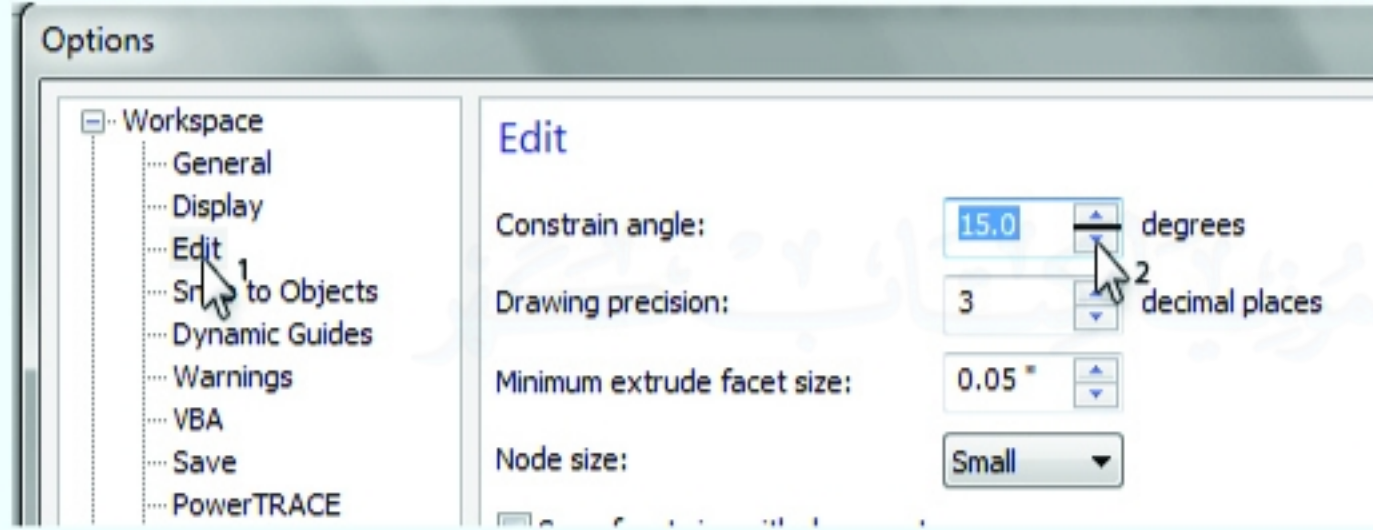 Options
Workspace
General
Display
Edit
1
to Objects
Dynamic Guides
Warnings
VBA
Save
PowerTRACE
Edit
Constrain angle: 15.0 degrees
2
Drawing precision: 3 decimal places
Minimum extrude facet size: 0.05 "
Node size: Small